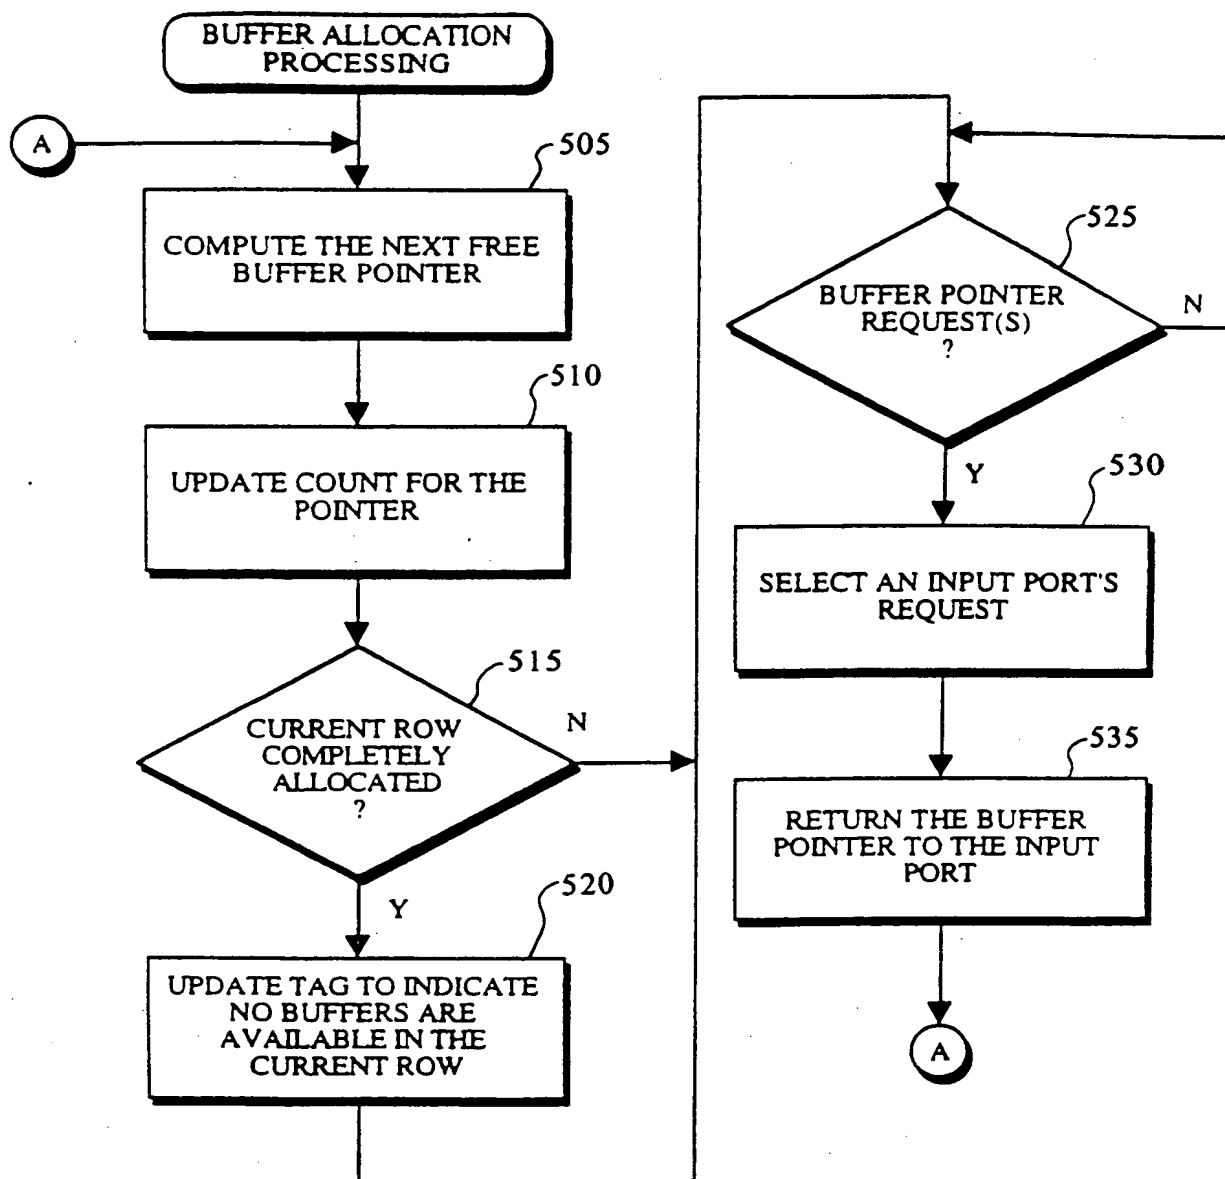 BUFFER ALLOCATION
PROCESSING
A
505
COMPUTE THE NEXT FREE
BUFFER POINTER
510
UPDATE COUNT FOR THE
POINTER
515
CURRENT ROW
COMPLETELY
ALLOCATED
?
N
Y
520
UPDATE TAG TO INDICATE
NO BUFFERS ARE
AVAILABLE IN THE
CURRENT ROW
525
BUFFER POINTER
REQUEST(S)
?
N
Y
530
SELECT AN INPUT PORT'S
REQUEST
535
RETURN THE BUFFER
POINTER TO THE INPUT
PORT
A